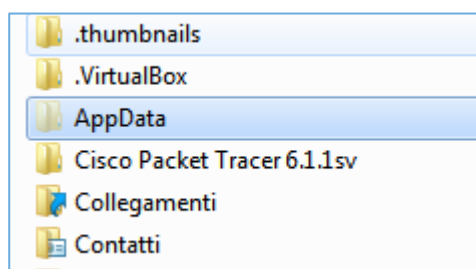 .thumbnails
.VirtualBox
AppData
Cisco Packet Tracer 6.1.1sv
Collegamenti
Contatti